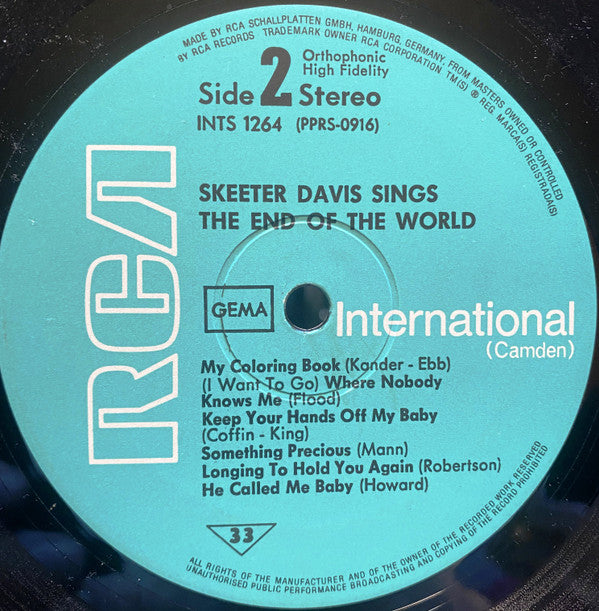 MADE BY RCA SCHALLPLATTEN GMBH, HAMBURG, GERMANY, FROM MASTERS OWNED OR CONTROLLED
BY RCA RECORDS TRADEMARK OWNER RCA CORPORATION TM(S) ® REG. MARCA(S) REGISTRADA(S)
Orthophonic
High Fidelity
Side 2 Stereo
INTS 1264 (PPRS-0916)
SKEETER DAVIS SINGS
THE END OF THE WORLD
RCA
GEMA
International
(Camden)
My Coloring Book (Kander - Ebb)
(I Want To Go) Where Nobody
Knows Me (Flood)
Keep Your Hands Off My Baby
(Coffin - King)
Something Precious (Mann)
Longing To Hold You Again (Robertson)
He Called Me Baby (Howard)
33
ALL RIGHTS OF THE MANUFACTURER AND OF THE OWNER OF THE RECORDED WORK RESERVED
UNAUTHORISED PUBLIC PERFORMANCE BROADCASTING AND COPYING OF THE RECORD PROHIBITED